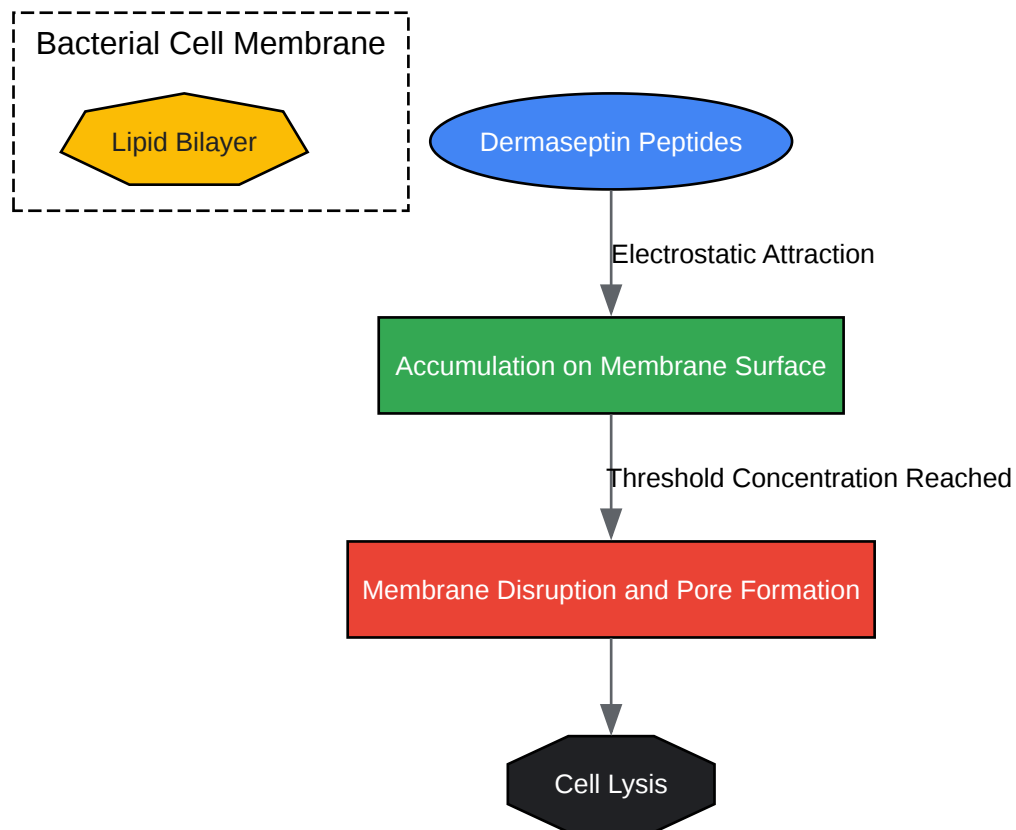 Bacterial Cell Membrane
Lipid Bilayer
Dermaseptin Peptides
Electrostatic Attraction
Accumulation on Membrane Surface
Threshold Concentration Reached
Membrane Disruption and Pore Formation
Cell Lysis